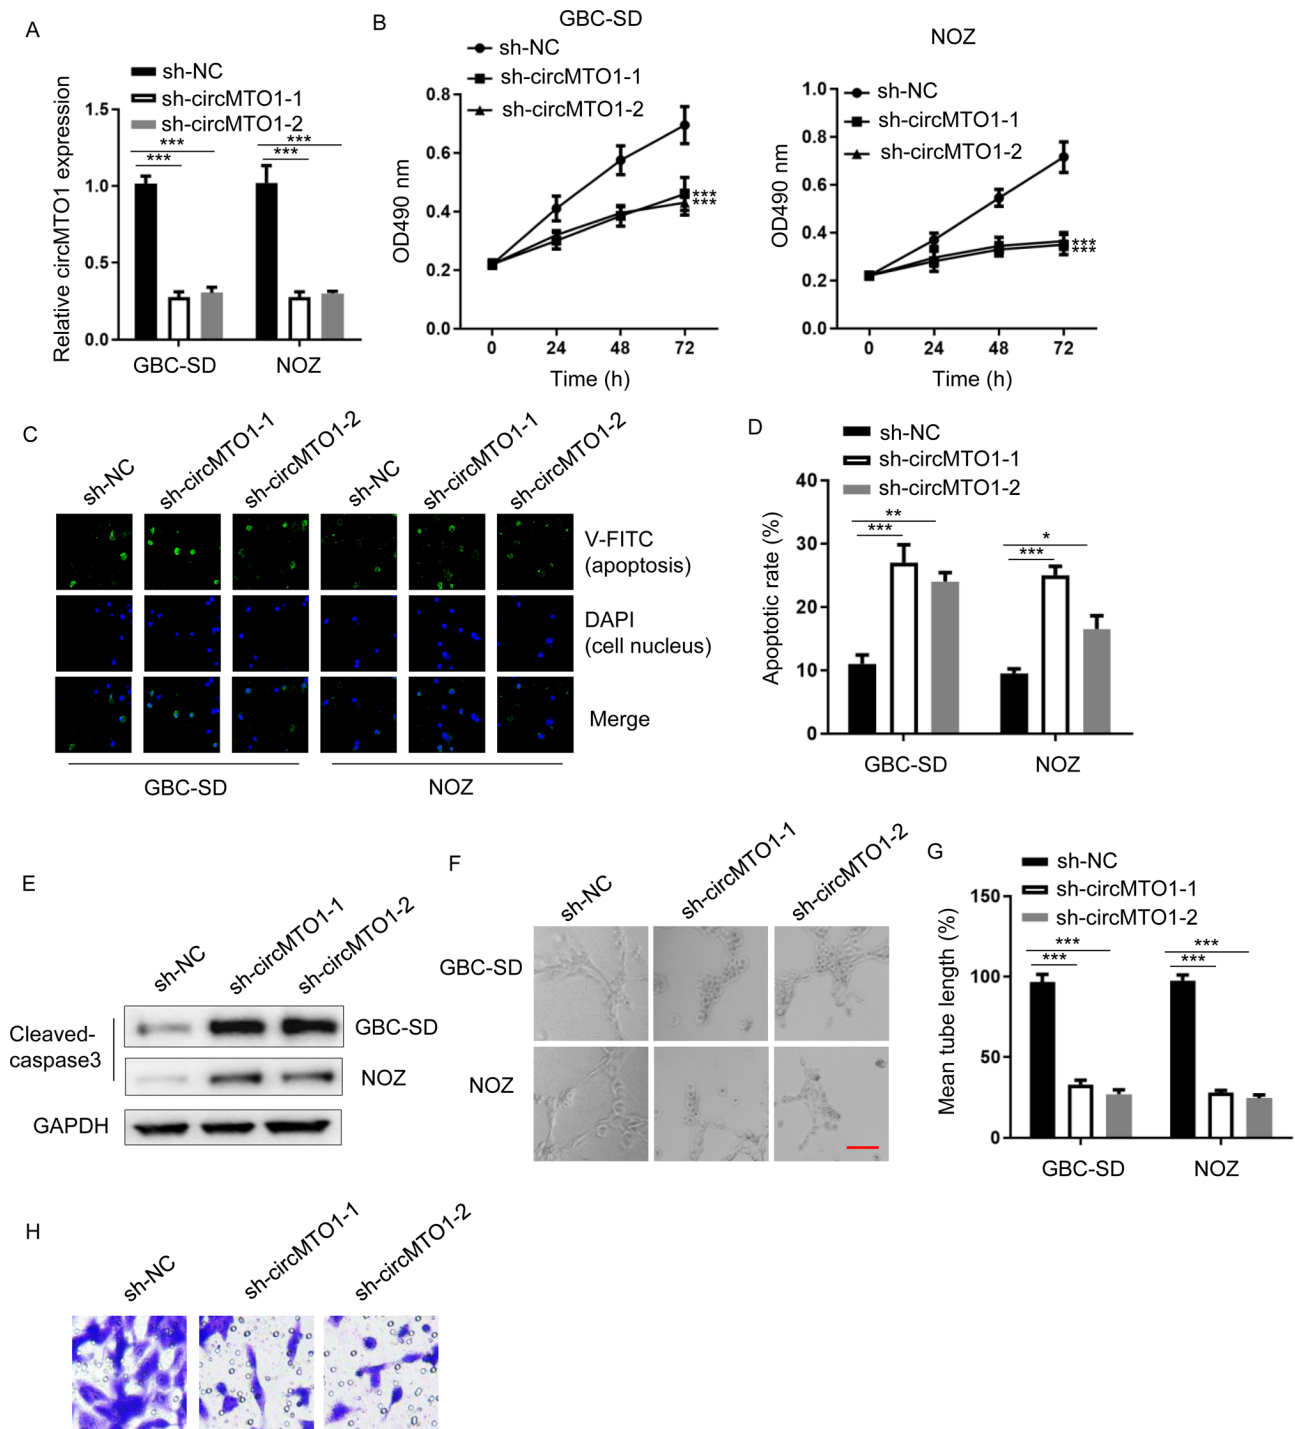 A
sh-NC
sh-circMTO1-1
sh-circMTO1-2
Relative circMTO1 expression
1.5
1.0
0.5
0.0
***
***
***
***
GBC-SD
NOZ
B
GBC-SD
sh-NC
sh-circMTO1-1
sh-circMTO1-2
OD490 nm
0.8
0.6
0.4
0.2
0.0
***
***
0
24
48
72
Time (h)
NOZ
sh-NC
sh-circMTO1-1
sh-circMTO1-2
OD490 nm
1.0
0.8
0.6
0.4
0.2
0.0
***
***
0
24
48
72
Time (h)
C
sh-NC
sh-circMTO1-1
sh-circMTO1-2
sh-NC
sh-circMTO1-1
sh-circMTO1-2
V-FITC
(apoptosis)
DAPI
(cell nucleus)
Merge
GBC-SD
NOZ
D
sh-NC
sh-circMTO1-1
sh-circMTO1-2
Apoptotic rate (%)
40
30
20
10
0
**
***
*
***
GBC-SD
NOZ
E
sh-NC
sh-circMTO1-1
sh-circMTO1-2
Cleaved-
caspase3
GBC-SD
NOZ
GAPDH
F
sh-NC
sh-circMTO1-1
sh-circMTO1-2
GBC-SD
NOZ
G
sh-NC
sh-circMTO1-1
sh-circMTO1-2
Mean tube length (%)
150
100
50
0
***
***
***
***
GBC-SD
NOZ
H
sh-NC
sh-circMTO1-1
sh-circMTO1-2